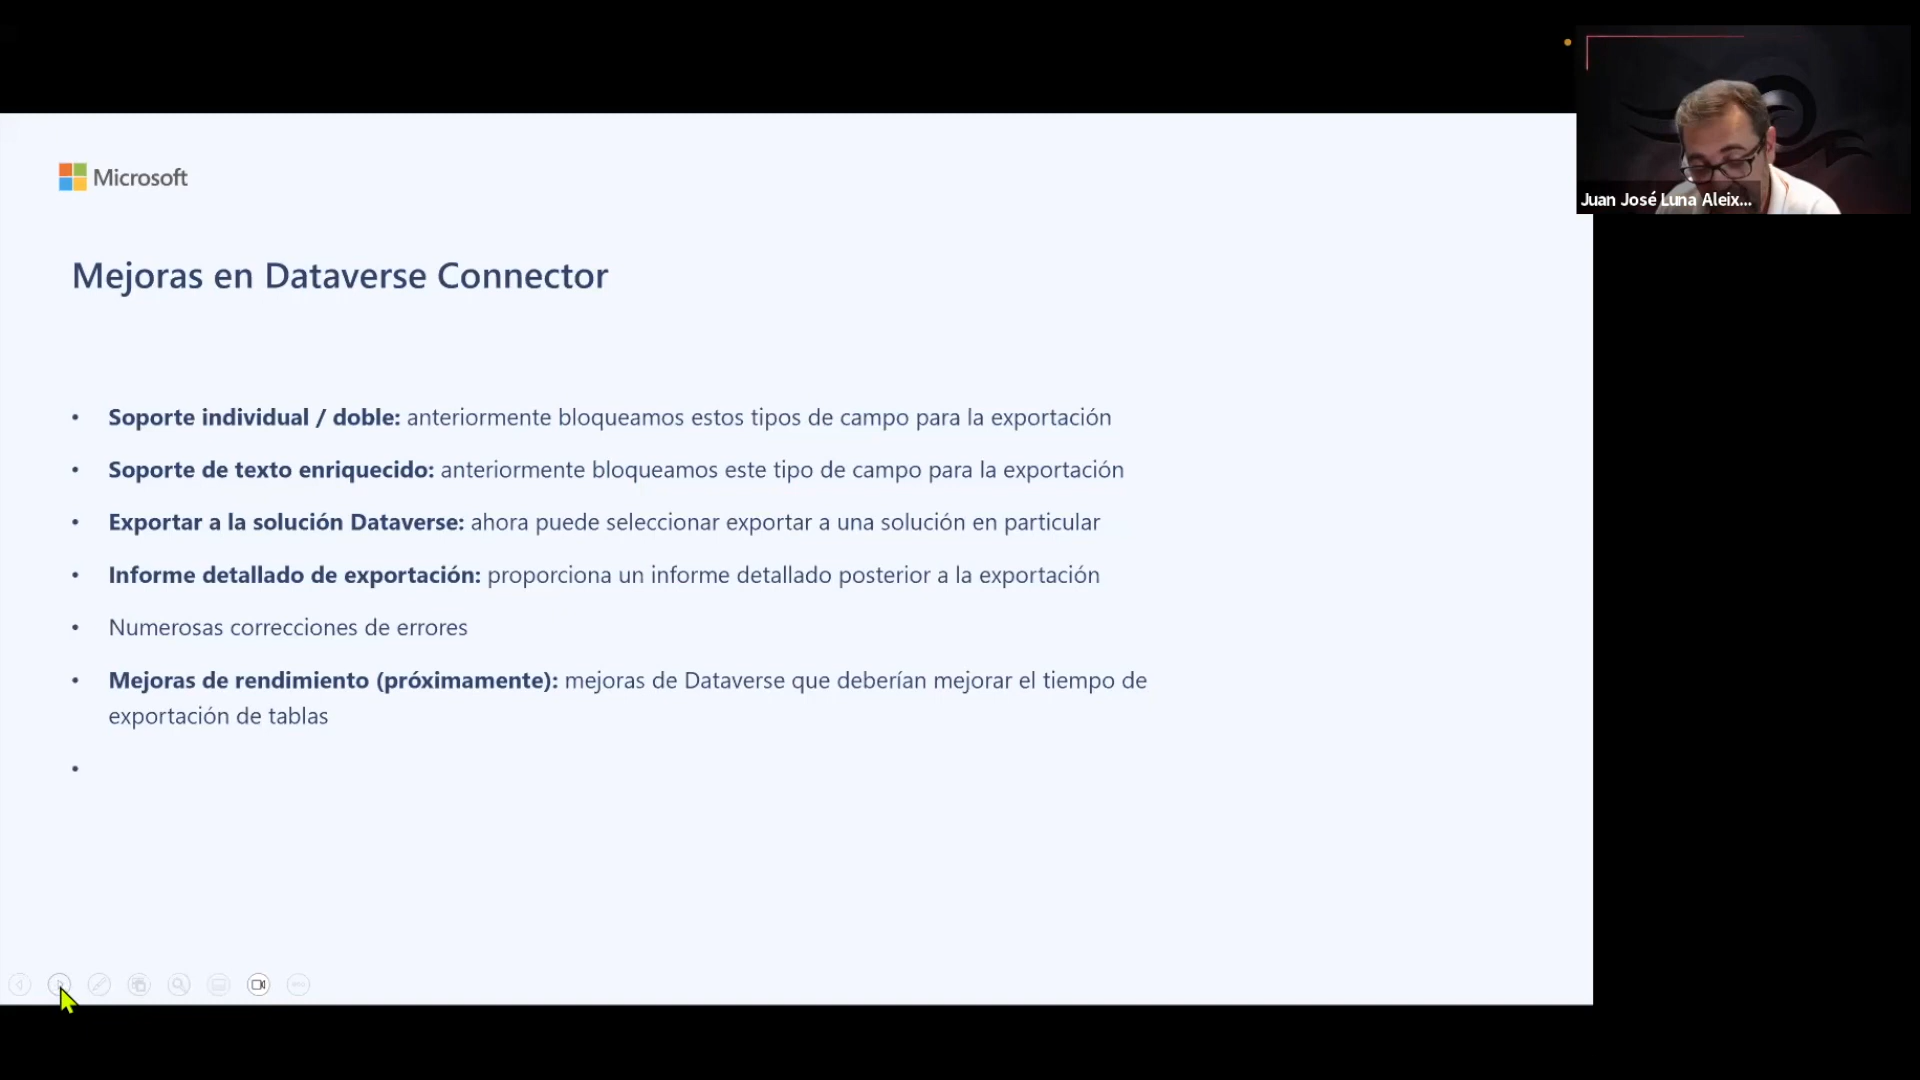 Microsoft
Juan José Luna Aleix...
Mejoras en Dataverse Connector
• Soporte individual / doble: anteriormente bloqueamos estos tipos de campo para la exportación
• Soporte de texto enriquecido: anteriormente bloqueamos este tipo de campo para la exportación
• Exportar a la solución Dataverse: ahora puede seleccionar exportar a una solución en particular
• Informe detallado de exportación: proporciona un informe detallado posterior a la exportación
• Numerosas correcciones de errores
• Mejoras de rendimiento (próximamente): mejoras de Dataverse que deberían mejorar el tiempo de
exportación de tablas
•